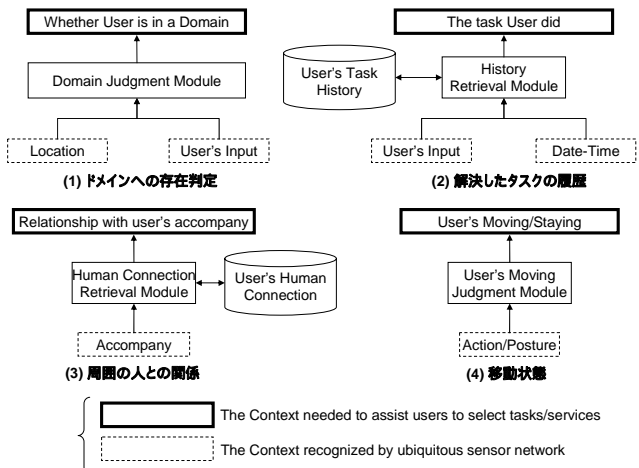 Whether User is in a Domain
Domain Judgment Module
Location
User's Input
(1) ドメインへの存在判定
The task User did
User's Task
History
History
Retrieval Module
User's Input
Date-Time
(2) 解決したタスクの履歴
Relationship with user's accompany
Human Connection
Retrieval Module
User's Human
Connection
Accompany
(3) 周囲の人との関係
User's Moving/Staying
User's Moving
Judgment Module
Action/Posture
(4) 移動状態
The Context needed to assist users to select tasks/services
The Context recognized by ubiquitous sensor network